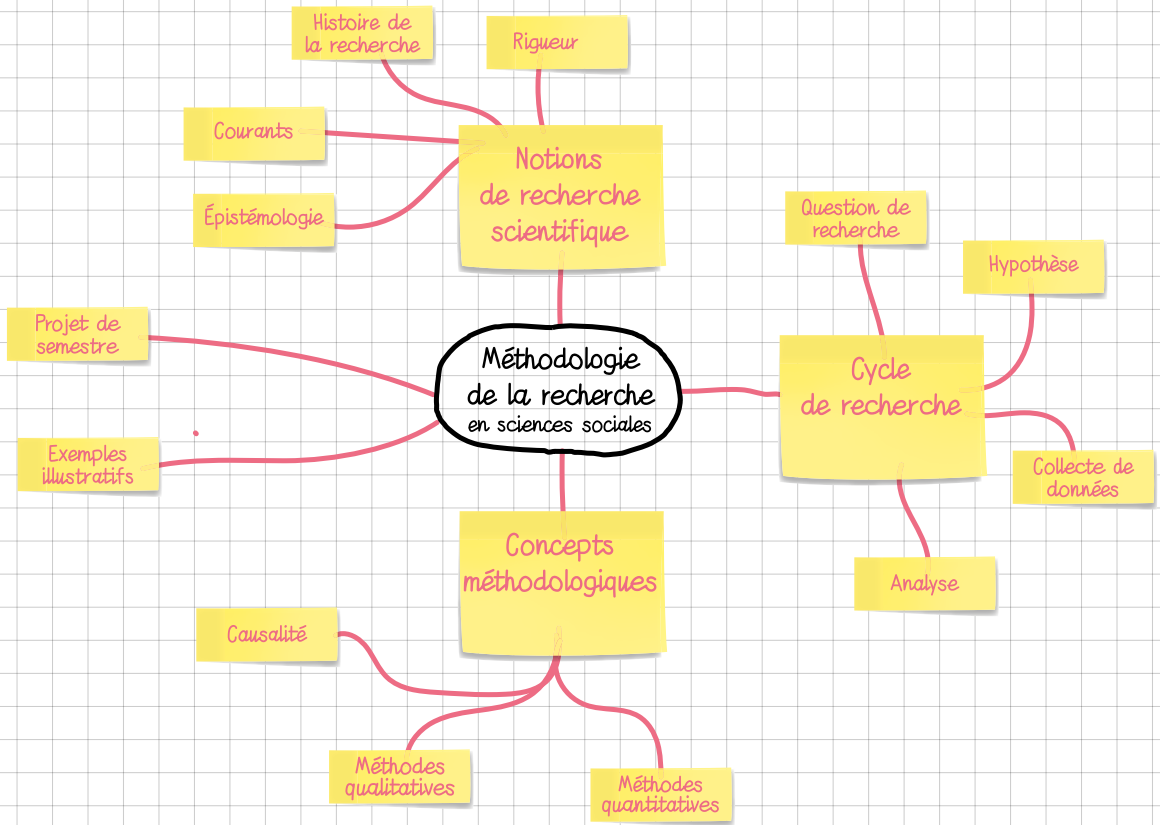 Histoire de
la recherche
Rigueur
Courants
Notions
de recherche
scientifique
Épistémologie
Question de
recherche
Hypothèse
Projet de
semestre
Méthodologie
de la recherche
en sciences sociales
Cycle
de recherche
Exemples
illustratifs
Collecte de
données
Concepts
méthodologiques
Analyse
Causalité
Méthodes
qualitatives
Méthodes
quantitatives